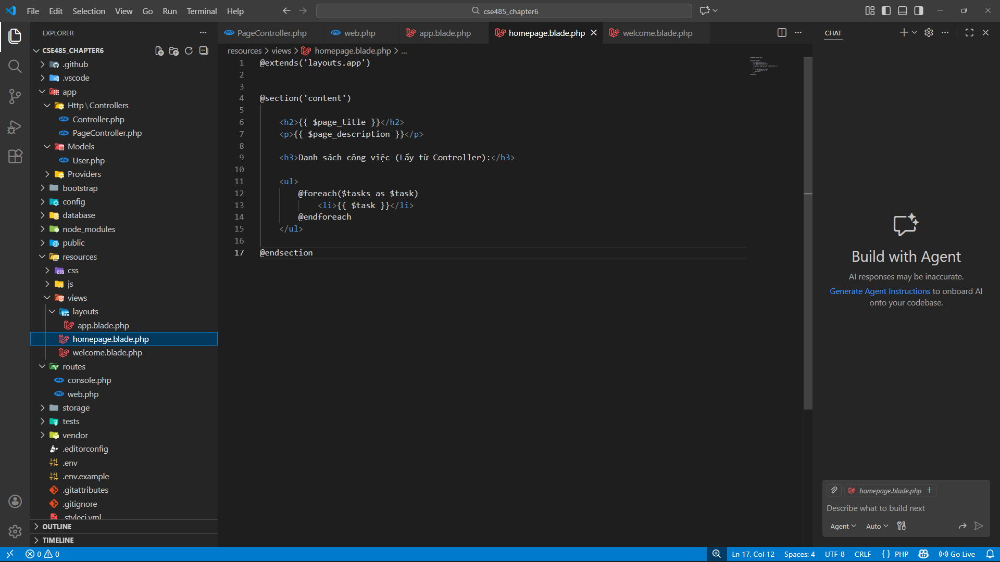 File Edit Selection View Go Run Terminal Help
cse485_chapter6
EXPLORER
CSE485_CHAPTER6
.github
.vscode
app
Http\Controllers
Controller.php
PageController.php
Models
User.php
Providers
bootstrap
config
database
node_modules
public
resources
css
js
views
layouts
app.blade.php
homepage.blade.php
welcome.blade.php
routes
console.php
web.php
storage
tests
vendor
.editorconfig
.env
.env.example
.gitattributes
.gitignore
.styleci.yml
OUTLINE
TIMELINE
PageController.php web.php app.blade.php homepage.blade.php welcome.blade.php
resources > views > homepage.blade.php > ...
1 @extends('layouts.app')
2
3
4 @section('content')
5
6 <h2>{{ $page_title }}</h2>
7 <p>{{ $page_description }}</p>
8
9 <h3>Danh sách công việc (Lấy từ Controller):</h3>
10
11 <ul>
12 @foreach($tasks as $task)
13 <li>{{ $task }}</li>
14 @endforeach
15 </ul>
16
17 @endsection
CHAT
Build with Agent
AI responses may be inaccurate.
Generate Agent Instructions to onboard AI
onto your codebase.
homepage.blade.php
Describe what to build next
Agent Auto
0 0
Ln 17, Col 12 Spaces: 4 UTF-8 CRLF { } PHP Go Live